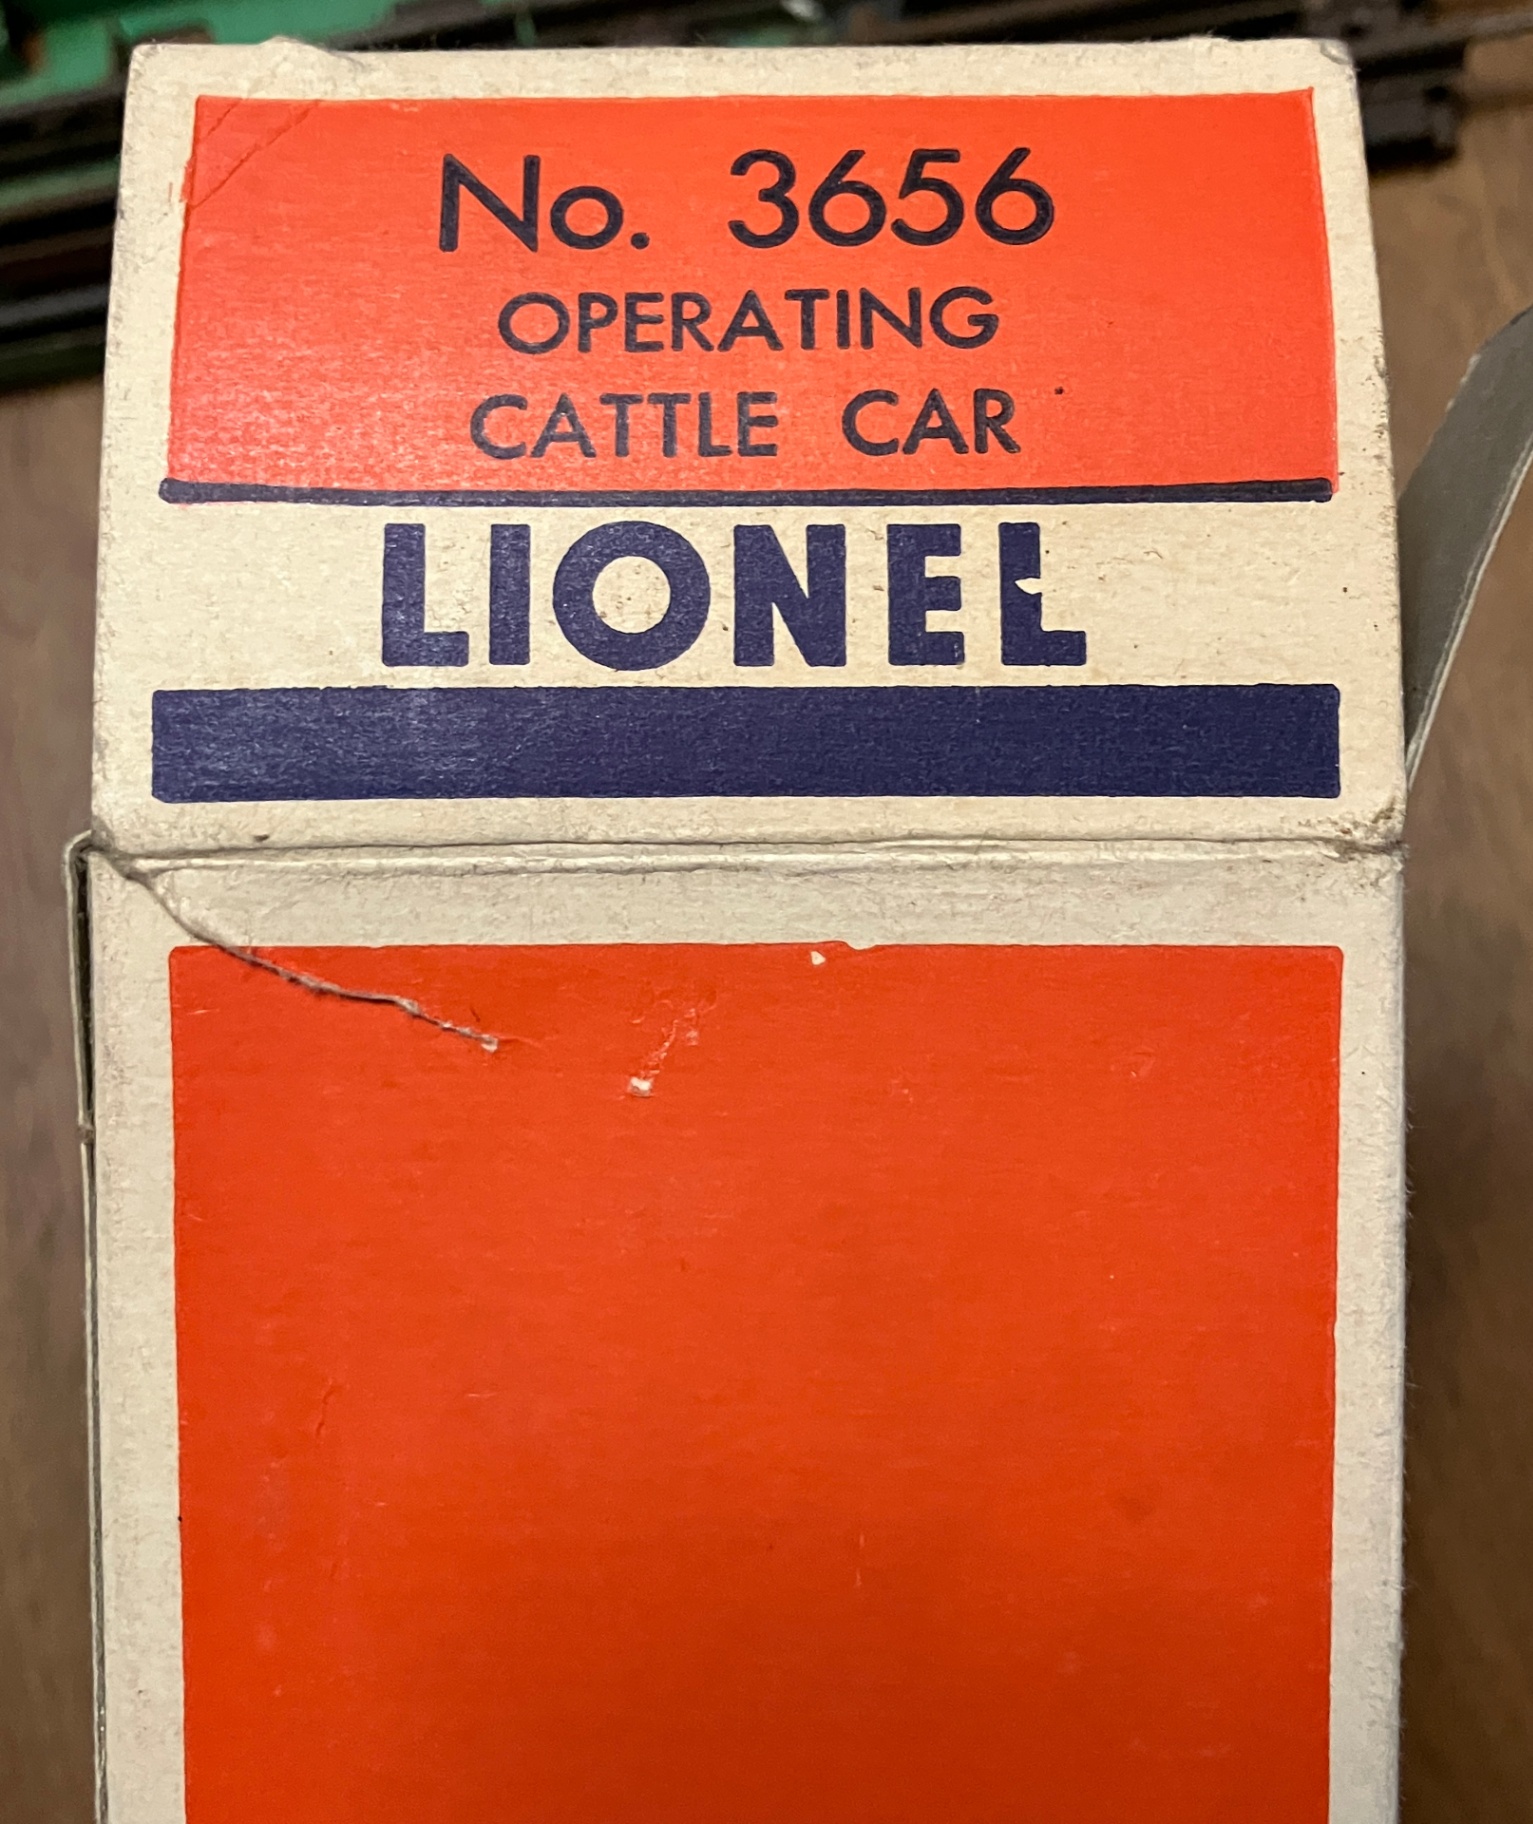 No. 3656
OPERATING
CATTLE CAR
LIONEL